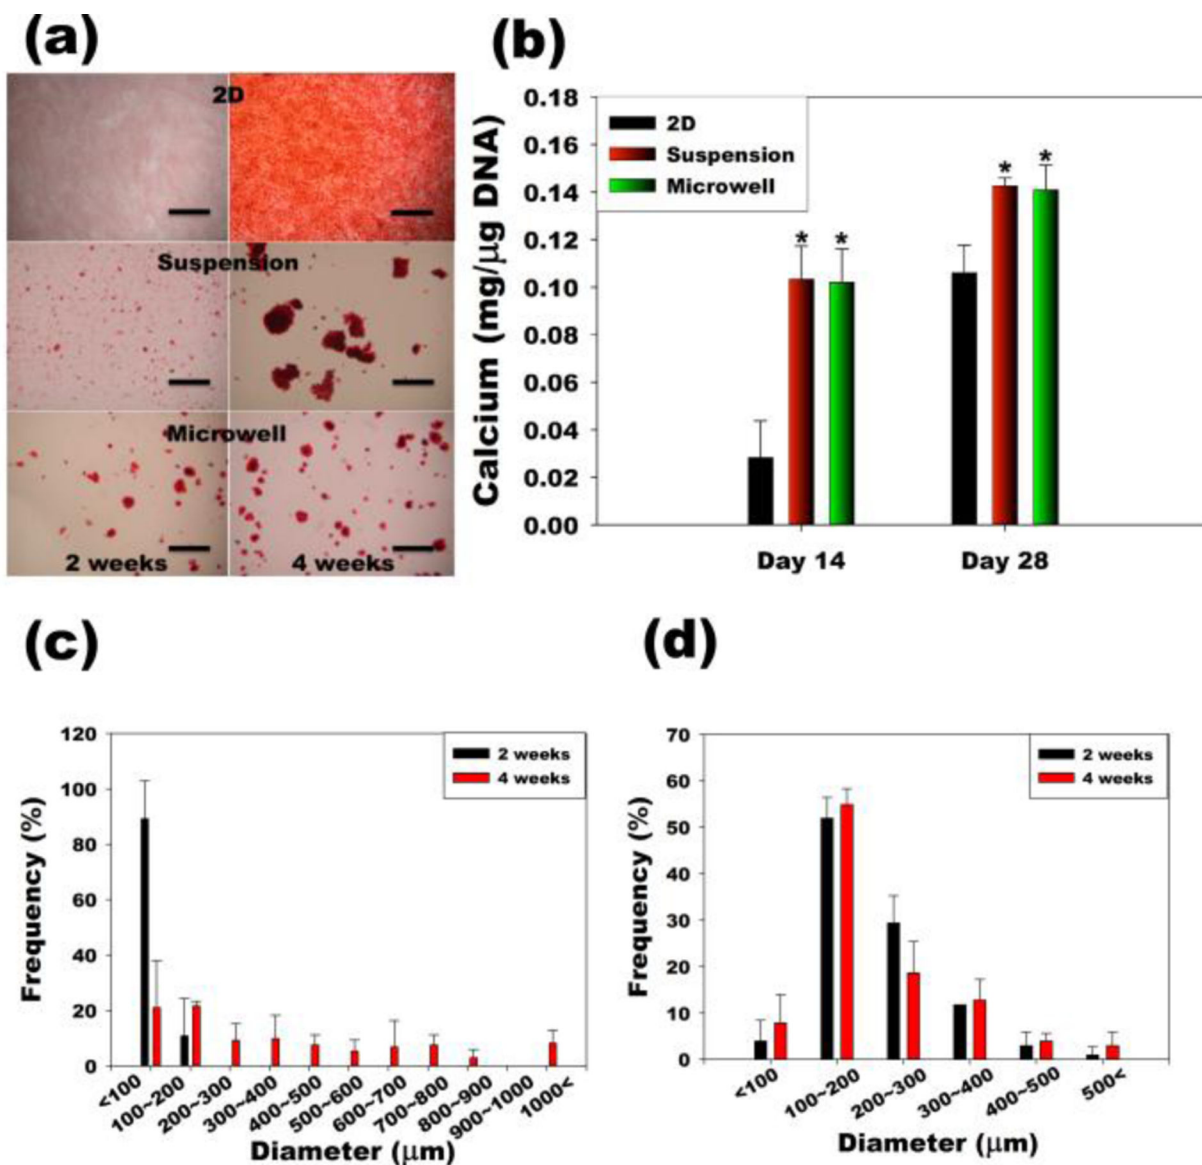 (a)
2D
Suspension
Microwell
2 weeks 4 weeks
(b)
Calcium (mg/μg DNA)
0.18
0.16
0.14
0.12
0.10
0.08
0.06
0.04
0.02
0.00
2D
Suspension
Microwell
* *
* *
Day 14 Day 28
(c)
Frequency (%)
120
100
80
60
40
20
0
2 weeks
4 weeks
<100 100~200 200~300 300~400 400~500 500~600 600~700 700~800 800~900 900~1000 1000<
Diameter (μm)
(d)
Frequency (%)
70
60
50
40
30
20
10
0
2 weeks
4 weeks
<100 100~200 200~300 300~400 400~500 500<
Diameter (μm)